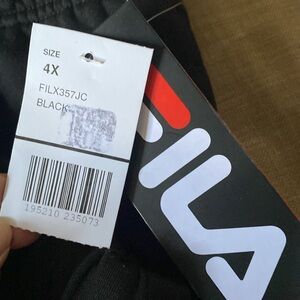 SIZE
4X
FILX357JC
BLACK
195210 235073
FILA